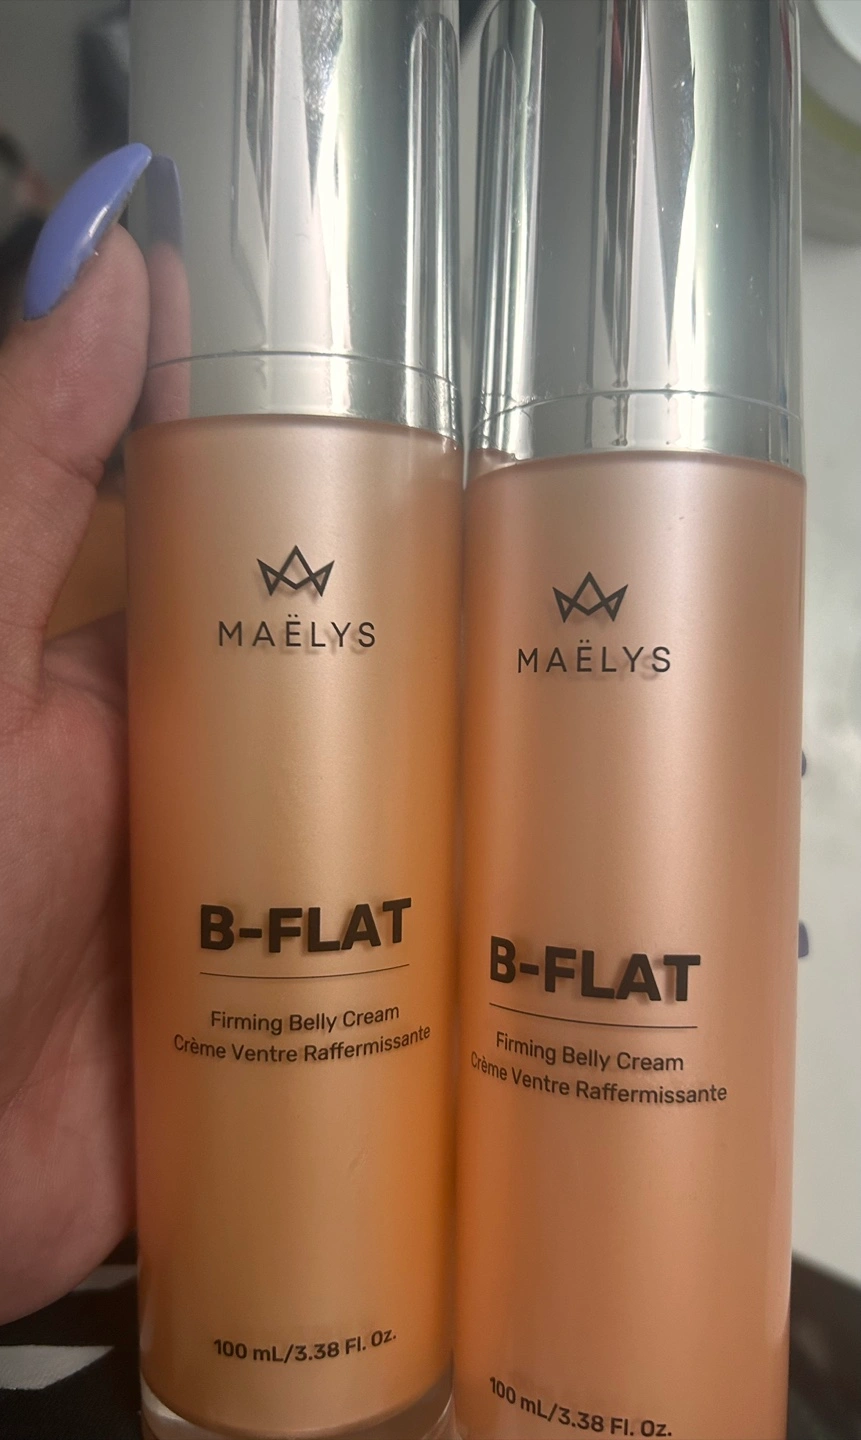 MAËLYS
B-FLAT
Firming Belly Cream
Crème Ventre Raffermissante
100 mL/3.38 Fl. Oz.
MAËLYS
B-FLAT
Firming Belly Cream
Crème Ventre Raffermissante
100 mL/3.38 Fl. Oz.